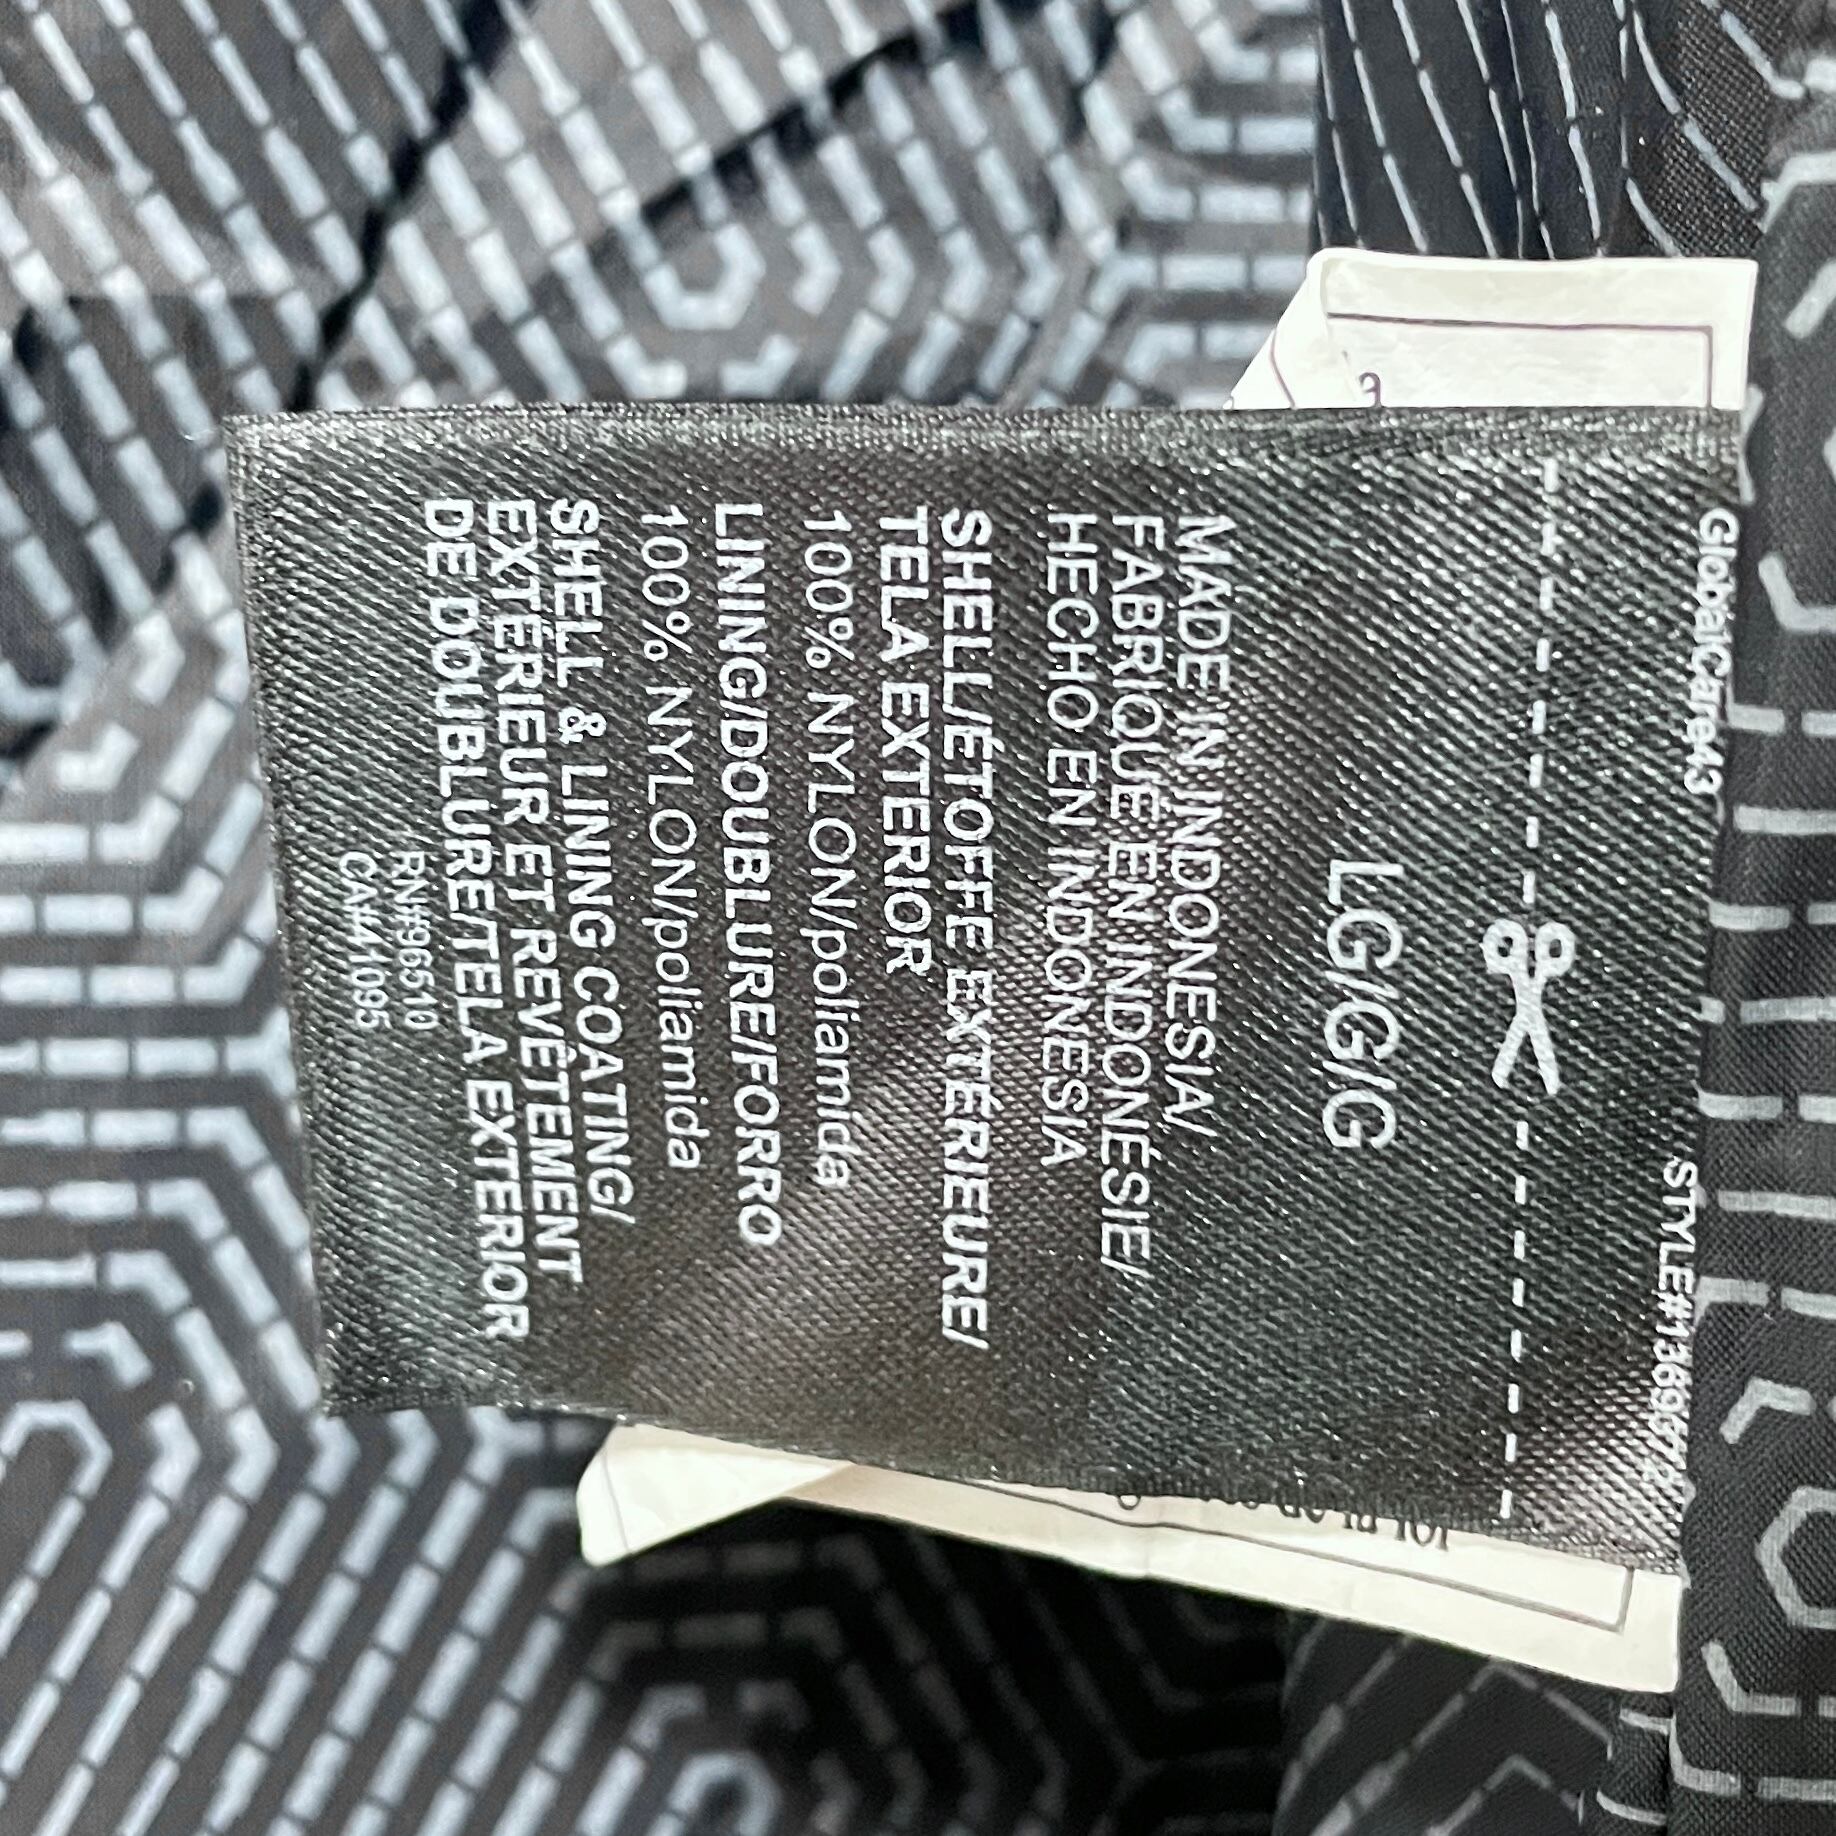 GlobalCare43
LG/G/G
MADE IN INDONESIA/
FABRIQUÉ EN INDONÉSIE/
HECHO EN INDONESIA
SHELL/ÉTOFFE EXTÉRIEURE/
TELA EXTERIOR
100% NYLON/poliamida
LINING/DOUBLURE/FORRO
100% NYLON/poliamida
SHELL & LINING COATING/
EXTÉRIEUR ET REVÊTEMENT
DE DOUBLURE/TELA EXTERIOR
RN#96510
CA#41095